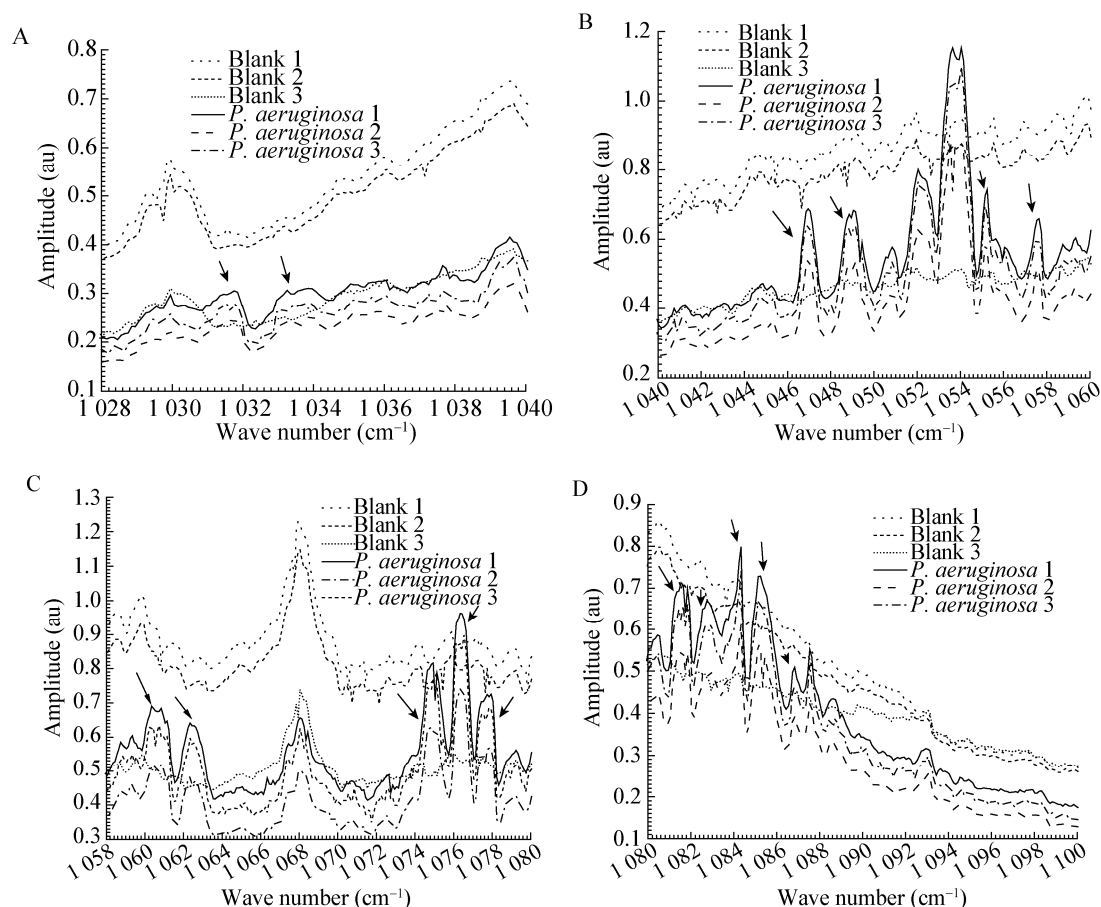 A
0.8
0.7
0.6
0.5
0.4
0.3
0.2
0.1
Amplitude (au)
Blank 1
Blank 2
Blank 3
P. aeruginosa 1
P. aeruginosa 2
P. aeruginosa 3
1 028 1 030 1 032 1 034 1 036 1 038 1 040
Wave number (cm⁻¹)
B
1.2
1.0
0.8
0.6
0.4
0.2
Amplitude (au)
Blank 1
Blank 2
Blank 3
P. aeruginosa 1
P. aeruginosa 2
P. aeruginosa 3
1 040 1 042 1 044 1 046 1 048 1 050 1 052 1 054 1 056 1 058 1 060
Wave number (cm⁻¹)
C
1.3
1.2
1.1
1.0
0.9
0.8
0.7
0.6
0.5
0.4
0.3
Amplitude (au)
Blank 1
Blank 2
Blank 3
P. aeruginosa 1
P. aeruginosa 2
P. aeruginosa 3
1 058 1 060 1 062 1 064 1 066 1 068 1 070 1 072 1 074 1 076 1 078 1 080
Wave number (cm⁻¹)
D
0.9
0.8
0.7
0.6
0.5
0.4
0.3
0.2
0.1
Amplitude (au)
Blank 1
Blank 2
Blank 3
P. aeruginosa 1
P. aeruginosa 2
P. aeruginosa 3
1 080 1 082 1 084 1 086 1 088 1 090 1 092 1 094 1 096 1 098 1 100
Wave number (cm⁻¹)